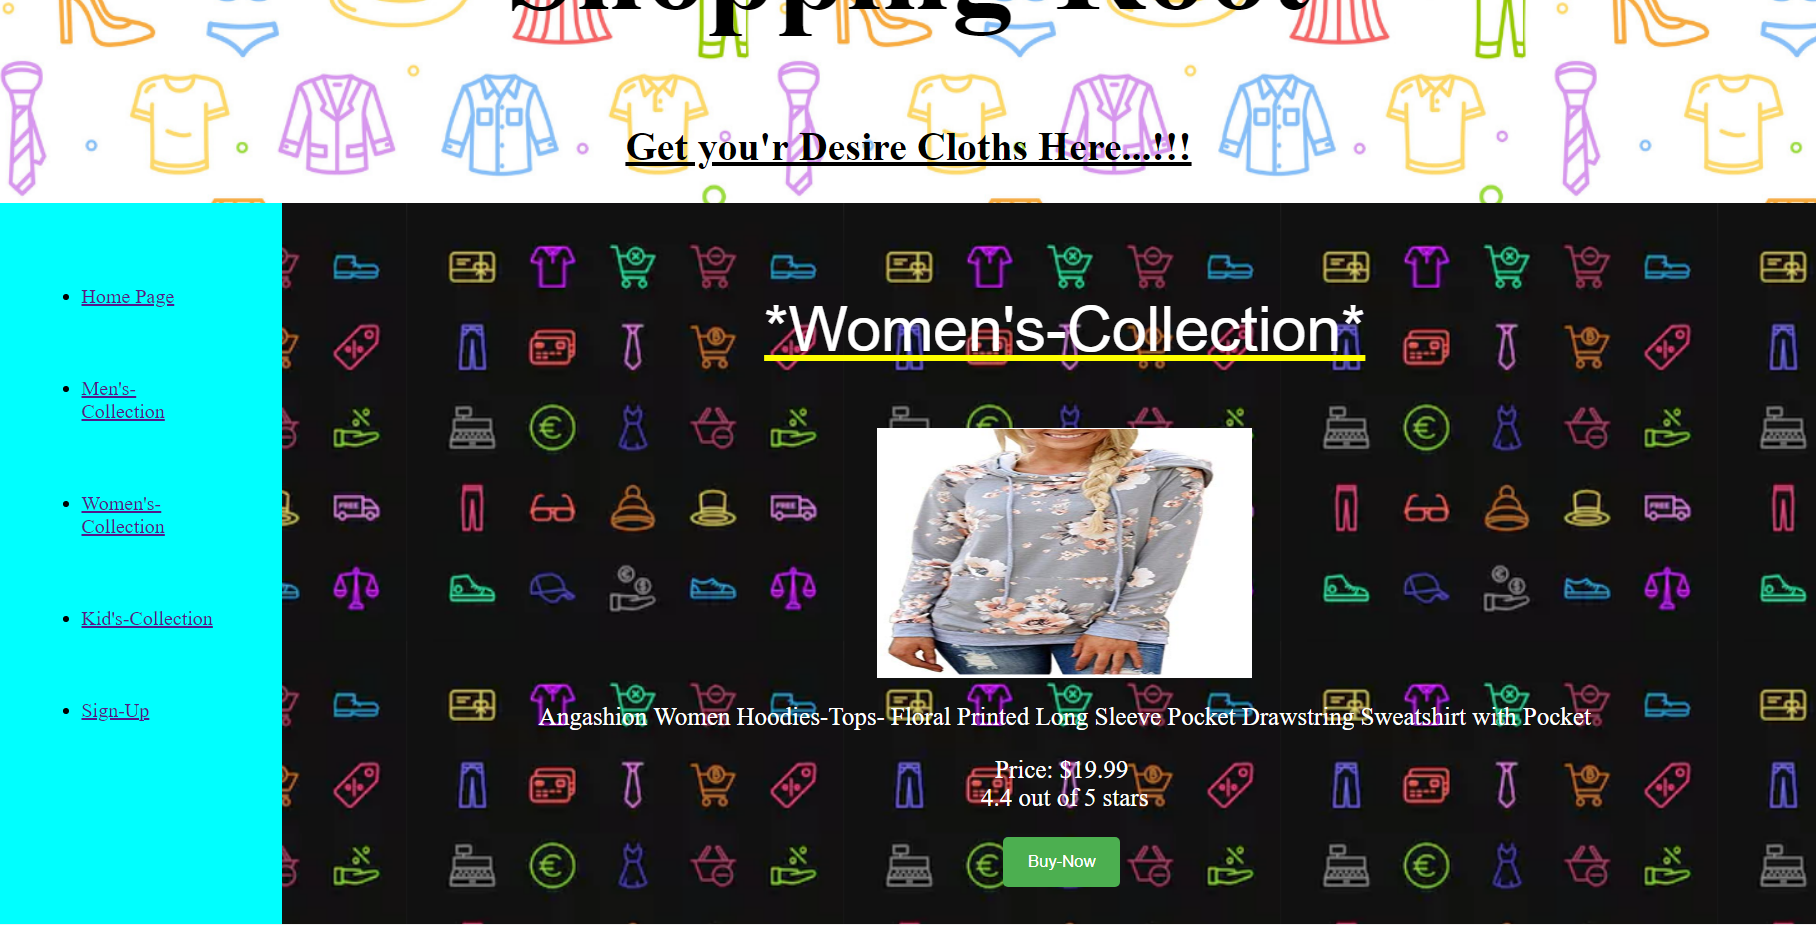 Shopping Root
Get you'r Desire Cloths Here...!!!
Home Page
Men's-
Collection
Women's-
Collection
Kid's-Collection
Sign-Up
*Women's-Collection*
Angashion Women Hoodies-Tops- Floral Printed Long Sleeve Pocket Drawstring Sweatshirt with Pocket
Price: $19.99
4.4 out of 5 stars
Buy-Now